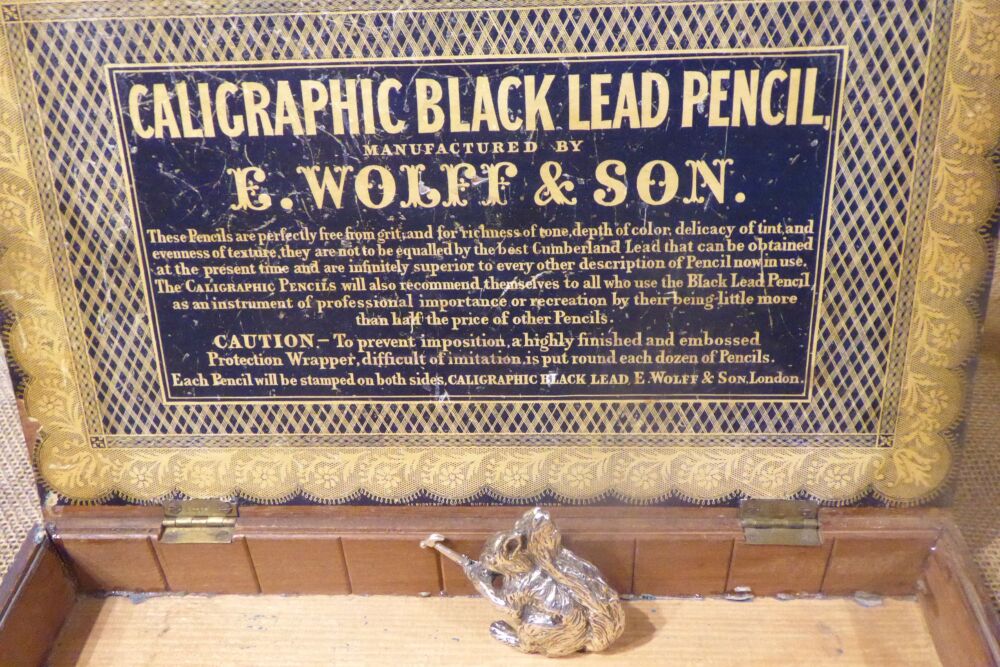 CALIGRAPHIC BLACK LEAD PENCIL,
MANUFACTURED BY
E. WOLFF & SON.
These Pencils are perfectly free from grit; and for richness of tone, depth of color, delicacy of tint, and
evenness of texture, they are not to be equalled by the best Cumberland Lead that can be obtained
at the present time and are infinitely superior to every other description of Pencil now in use.
The CALIGRAPHIC PENCILS will also recommend themselves to all who use the Black Lead Pencil
as an instrument of professional importance or recreation by their being little more
than half the price of other Pencils.
CAUTION.— To prevent imposition, a highly finished and embossed
Protection Wrapper, difficult of imitation, is put round each dozen of Pencils.
Each Pencil will be stamped on both sides, CALIGRAPHIC BLACK LEAD, E. WOLFF & SON, London.